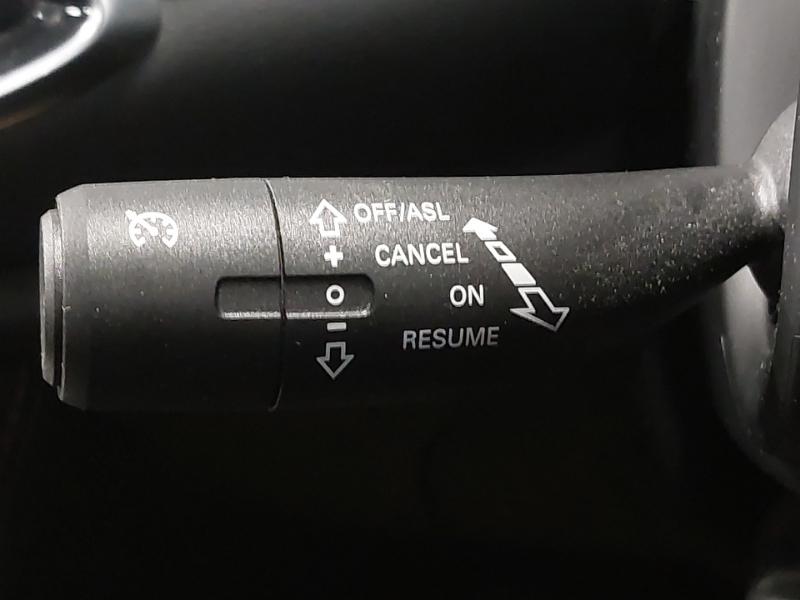 OFF/ASL
+ CANCEL
O ON
- RESUME